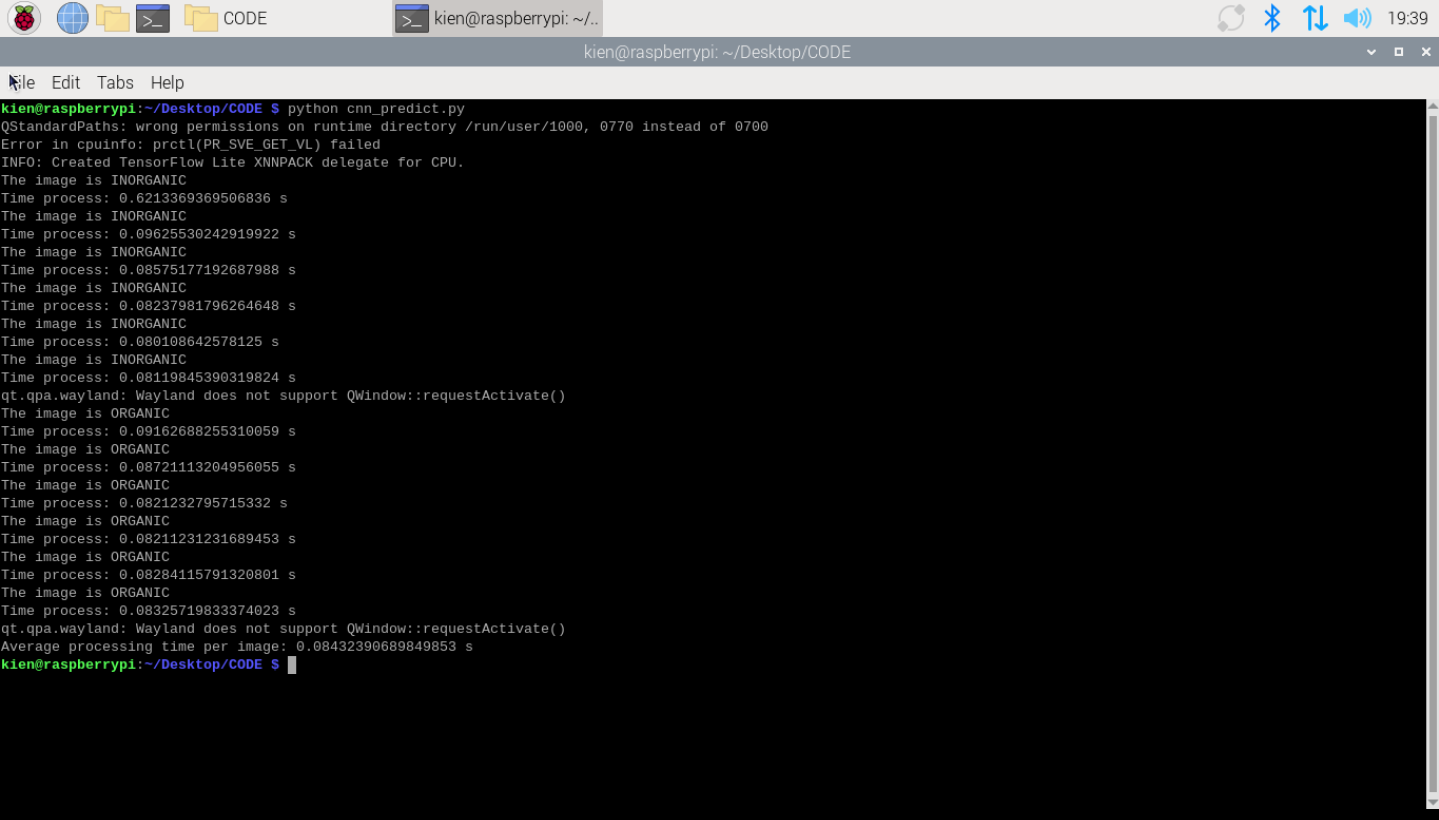 CODE
kien@raspberrypi: ~/..
19:39
kien@raspberrypi: ~/Desktop/CODE
File Edit Tabs Help
kien@raspberrypi:~/Desktop/CODE $ python cnn_predict.py
QStandardPaths: wrong permissions on runtime directory /run/user/1000, 0770 instead of 0700
Error in cpuinfo: prctl(PR_SVE_GET_VL) failed
INFO: Created TensorFlow Lite XNNPACK delegate for CPU.
The image is INORGANIC
Time process: 0.6213369369506836 s
The image is INORGANIC
Time process: 0.09625530242919922 s
The image is INORGANIC
Time process: 0.08575177192687988 s
The image is INORGANIC
Time process: 0.08237981796264648 s
The image is INORGANIC
Time process: 0.080108642578125 s
The image is INORGANIC
Time process: 0.08119845390319824 s
qt.qpa.wayland: Wayland does not support QWindow::requestActivate()
The image is ORGANIC
Time process: 0.09162688255310059 s
The image is ORGANIC
Time process: 0.08721113204956055 s
The image is ORGANIC
Time process: 0.0821232795715332 s
The image is ORGANIC
Time process: 0.08211231231689453 s
The image is ORGANIC
Time process: 0.08284115791320801 s
The image is ORGANIC
Time process: 0.08325719833374023 s
qt.qpa.wayland: Wayland does not support QWindow::requestActivate()
Average processing time per image: 0.08432390689849853 s
kien@raspberrypi:~/Desktop/CODE $